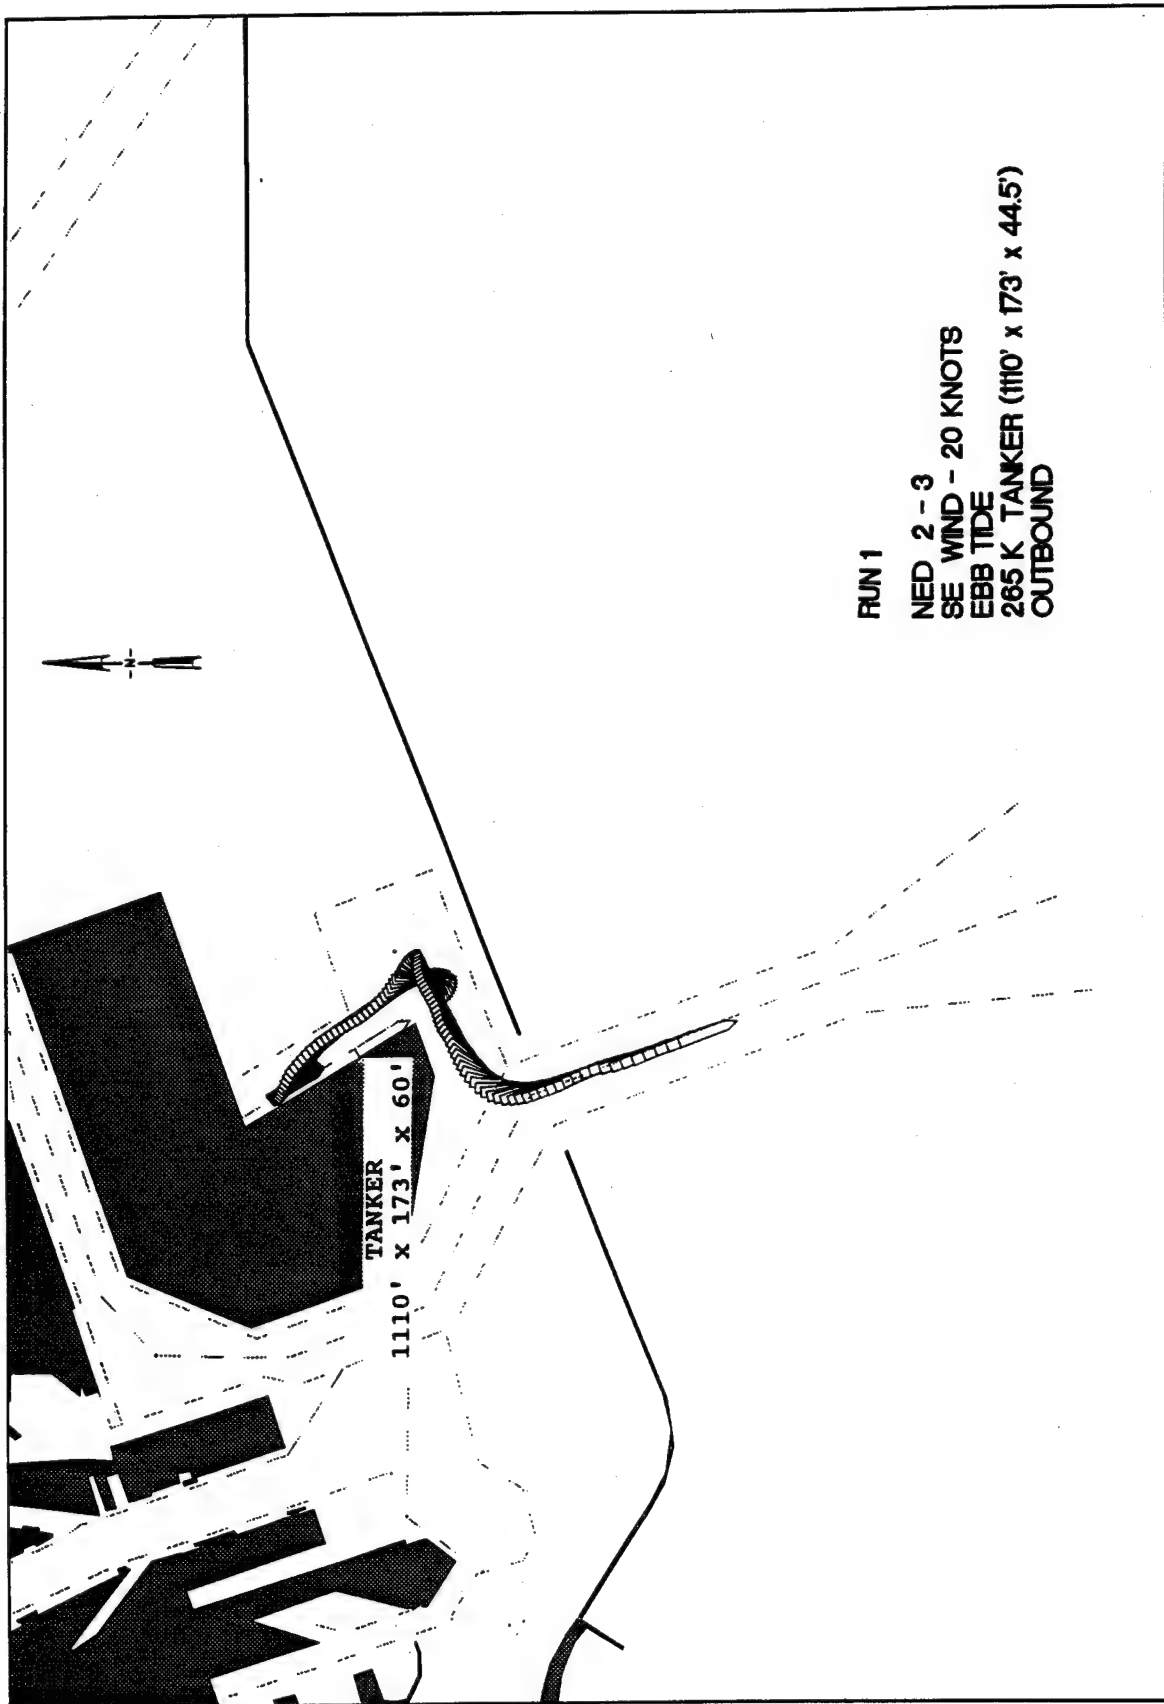 N
TANKER
1110' x 173' x 60'
RUN 1
NED 2 - 3
SE WIND - 20 KNOTS
EBB TIDE
265 K TANKER (1110' x 173' x 44.5')
OUTBOUND